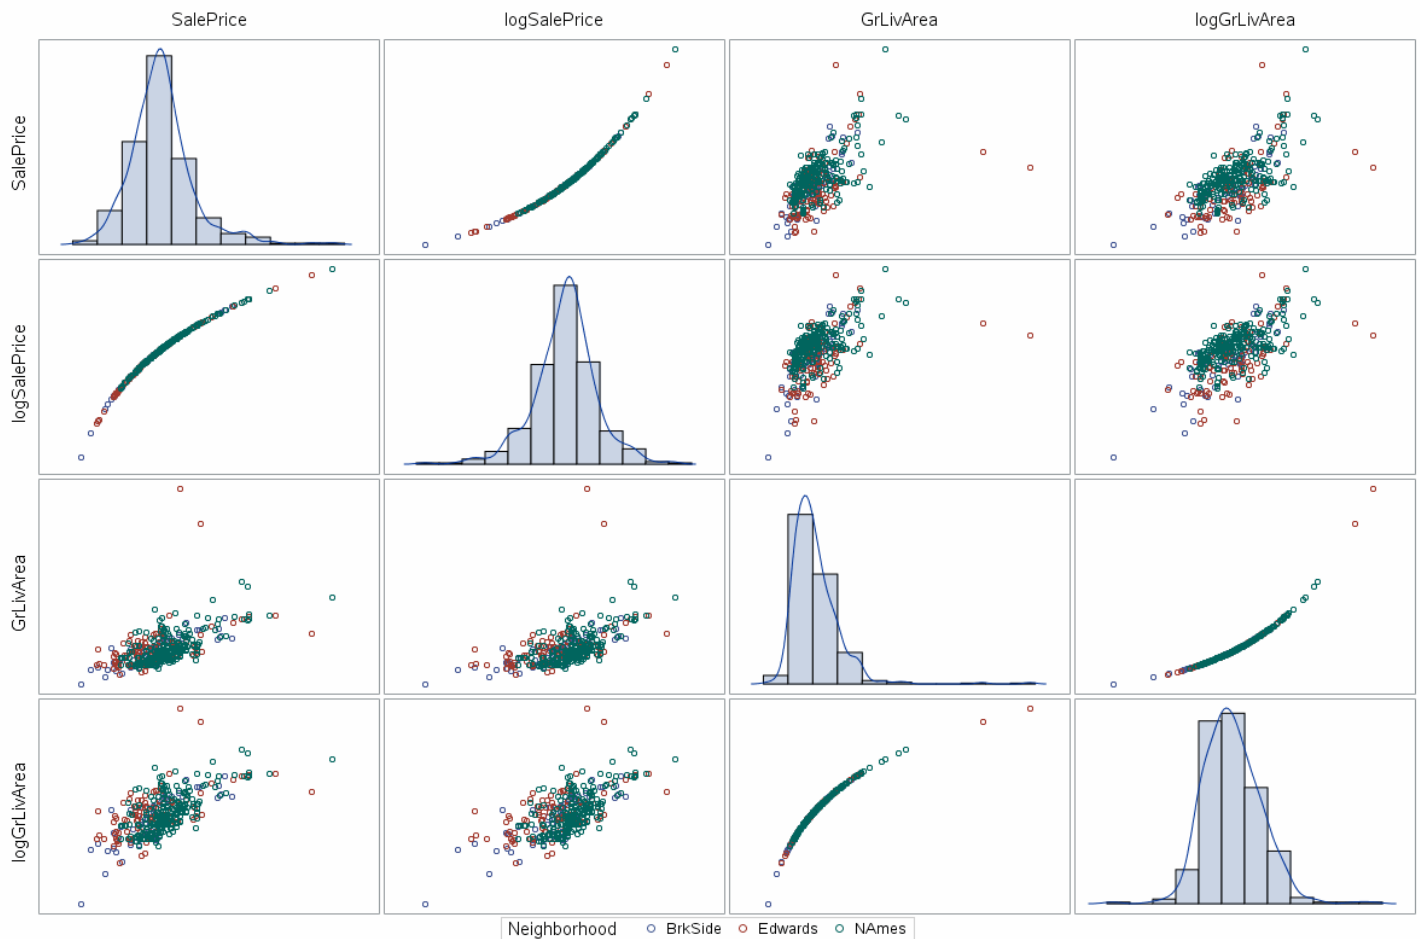 SalePrice logSalePrice GrLivArea logGrLivArea
SalePrice
logSalePrice
GrLivArea
logGrLivArea
Neighborhood BrkSide Edwards NAmes